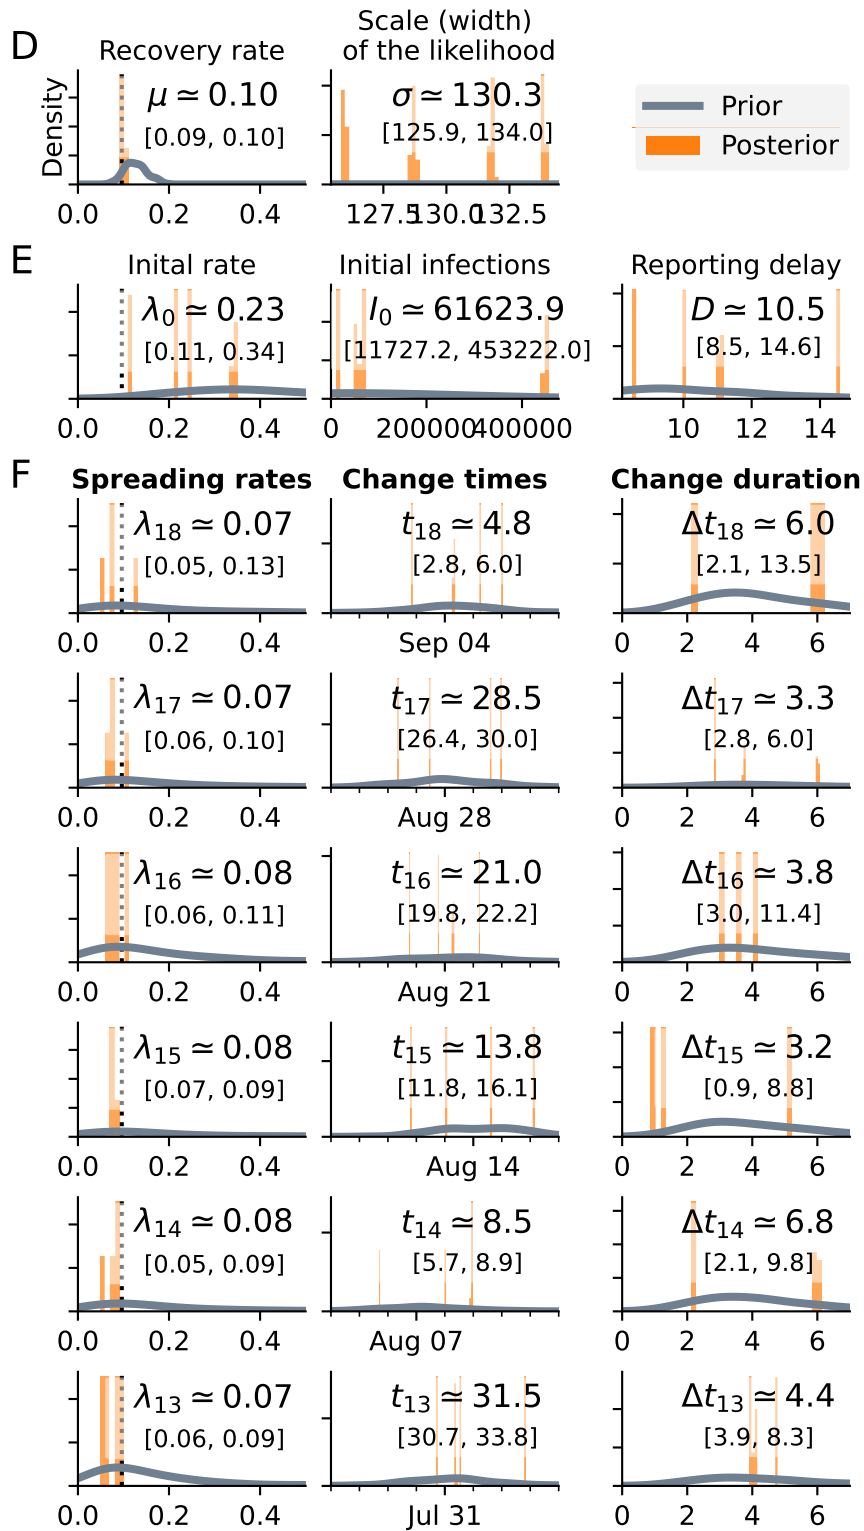 D
Recovery rate
Scale (width)
of the likelihood
Density
μ ≃ 0.10
[0.09, 0.10]
σ ≃ 130.3
[125.9, 134.0]
Prior
Posterior
0.0 0.2 0.4
127.5 130.0 132.5
E
Inital rate
Initial infections
Reporting delay
λ0 ≃ 0.23
[0.11, 0.34]
I0 ≃ 61623.9
[11727.2, 453222.0]
D ≃ 10.5
[8.5, 14.6]
0.0 0.2 0.4
0 200000 400000
10 12 14
F
Spreading rates
Change times
Change duration
λ18 ≃ 0.07
[0.05, 0.13]
t18 ≃ 4.8
[2.8, 6.0]
Δt18 ≃ 6.0
[2.1, 13.5]
0.0 0.2 0.4
Sep 04
0 2 4 6
λ17 ≃ 0.07
[0.06, 0.10]
t17 ≃ 28.5
[26.4, 30.0]
Δt17 ≃ 3.3
[2.8, 6.0]
0.0 0.2 0.4
Aug 28
0 2 4 6
λ16 ≃ 0.08
[0.06, 0.11]
t16 ≃ 21.0
[19.8, 22.2]
Δt16 ≃ 3.8
[3.0, 11.4]
0.0 0.2 0.4
Aug 21
0 2 4 6
λ15 ≃ 0.08
[0.07, 0.09]
t15 ≃ 13.8
[11.8, 16.1]
Δt15 ≃ 3.2
[0.9, 8.8]
0.0 0.2 0.4
Aug 14
0 2 4 6
λ14 ≃ 0.08
[0.05, 0.09]
t14 ≃ 8.5
[5.7, 8.9]
Δt14 ≃ 6.8
[2.1, 9.8]
0.0 0.2 0.4
Aug 07
0 2 4 6
λ13 ≃ 0.07
[0.06, 0.09]
t13 ≃ 31.5
[30.7, 33.8]
Δt13 ≃ 4.4
[3.9, 8.3]
0.0 0.2 0.4
Jul 31
0 2 4 6